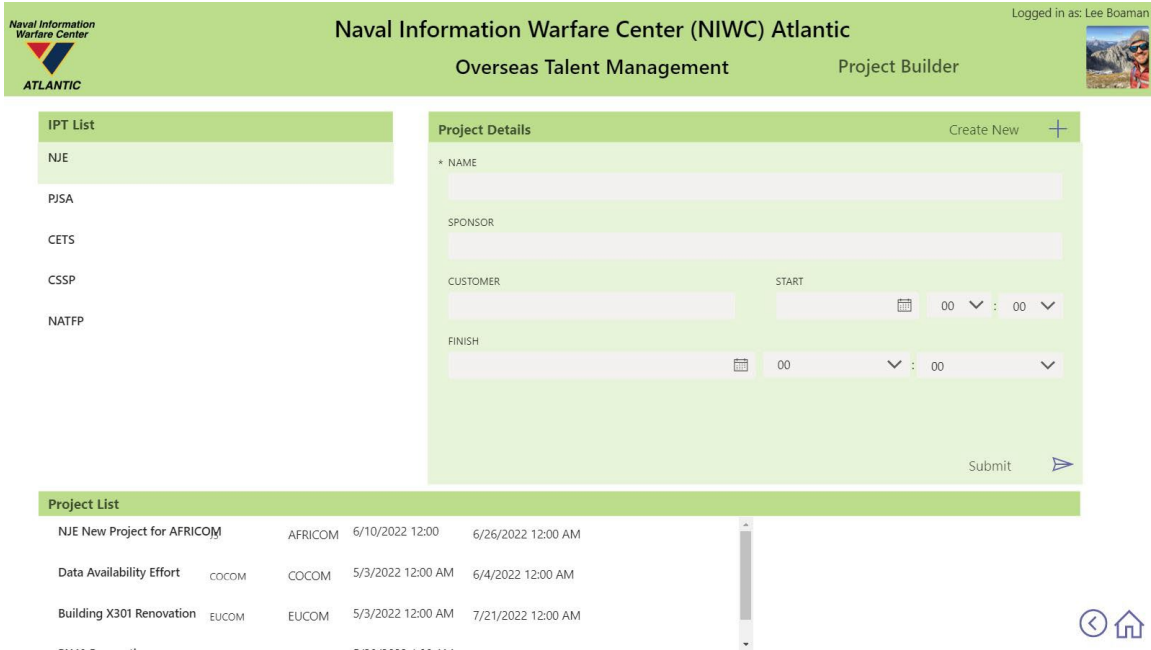 Naval Information
Warfare Center
ATLANTIC
Naval Information Warfare Center (NIWC) Atlantic
Overseas Talent Management
Project Builder
Logged in as: Lee Boaman
IPT List
NJE
PJSA
CETS
CSSP
NATFP
Project Details
Create New
* NAME
SPONSOR
CUSTOMER
START
00 : 00
FINISH
00 : 00
Submit
Project List
NJE New Project for AFRICOM AFRICOM 6/10/2022 12:00 6/26/2022 12:00 AM
Data Availability Effort COCOM COCOM 5/3/2022 12:00 AM 6/4/2022 12:00 AM
Building X301 Renovation EUCOM EUCOM 5/3/2022 12:00 AM 7/21/2022 12:00 AM